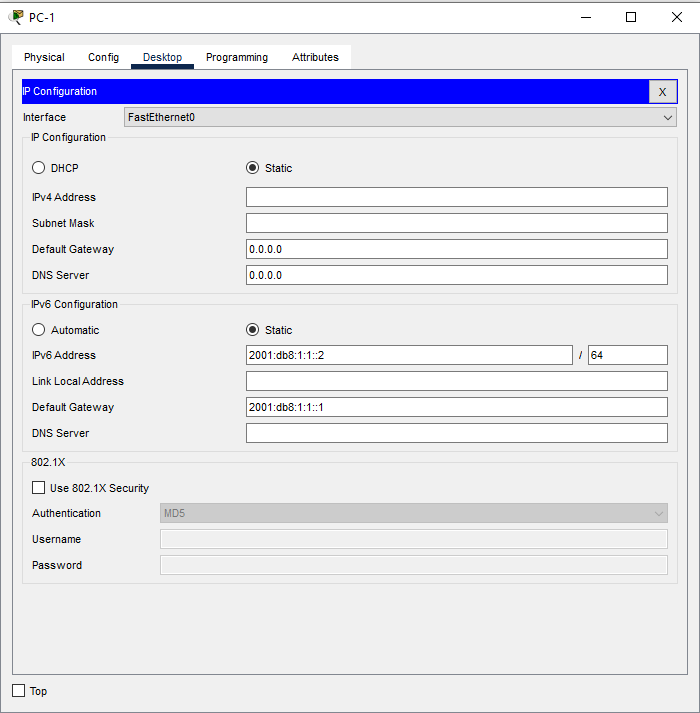 PC-1
Physical Config Desktop Programming Attributes
IP Configuration X
Interface FastEthernet0
IP Configuration
DHCP Static
IPv4 Address
Subnet Mask
Default Gateway 0.0.0.0
DNS Server 0.0.0.0
IPv6 Configuration
Automatic Static
IPv6 Address 2001:db8:1:1::2 / 64
Link Local Address
Default Gateway 2001:db8:1:1::1
DNS Server
802.1X
Use 802.1X Security
Authentication MD5
Username
Password
Top